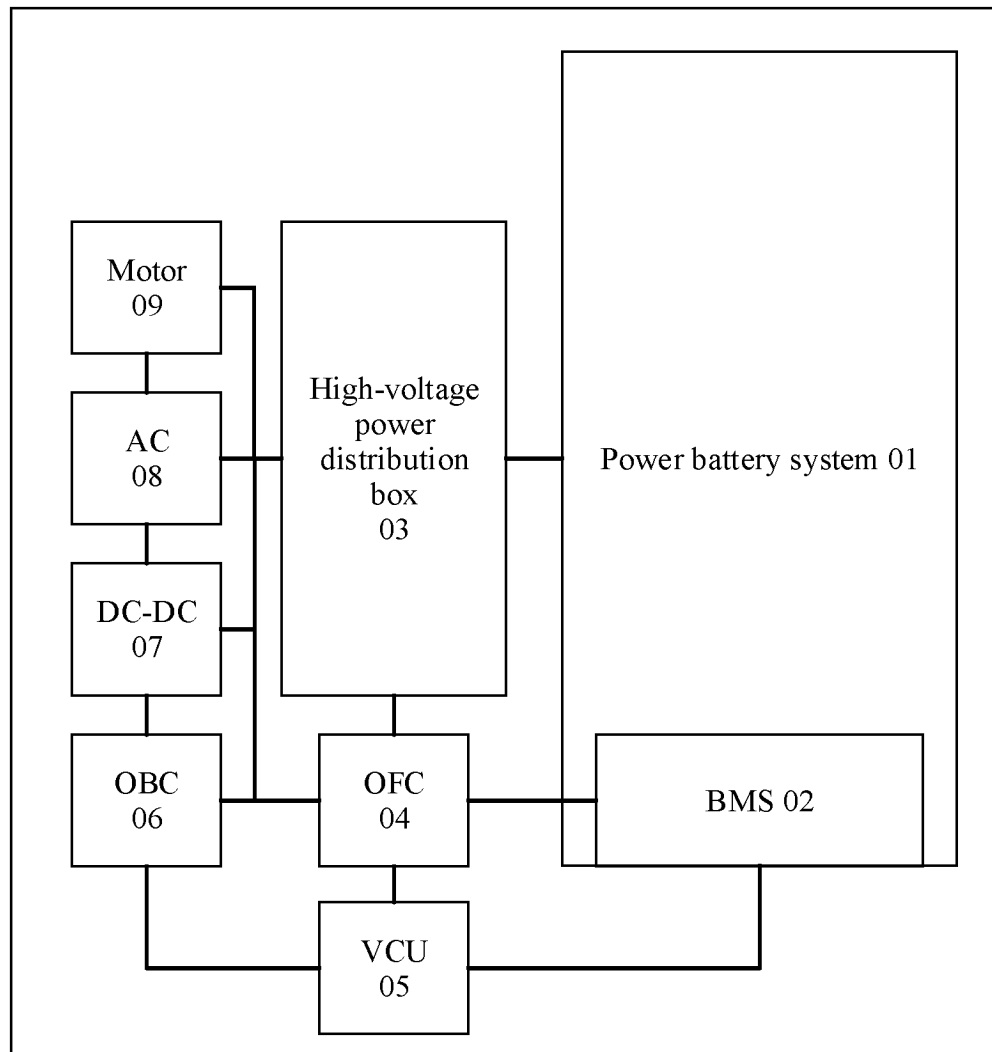 Motor
09
AC
08
DC-DC
07
OBC
06
High-voltage
power
distribution
box
03
OFC
04
VCU
05
Power battery system 01
BMS 02